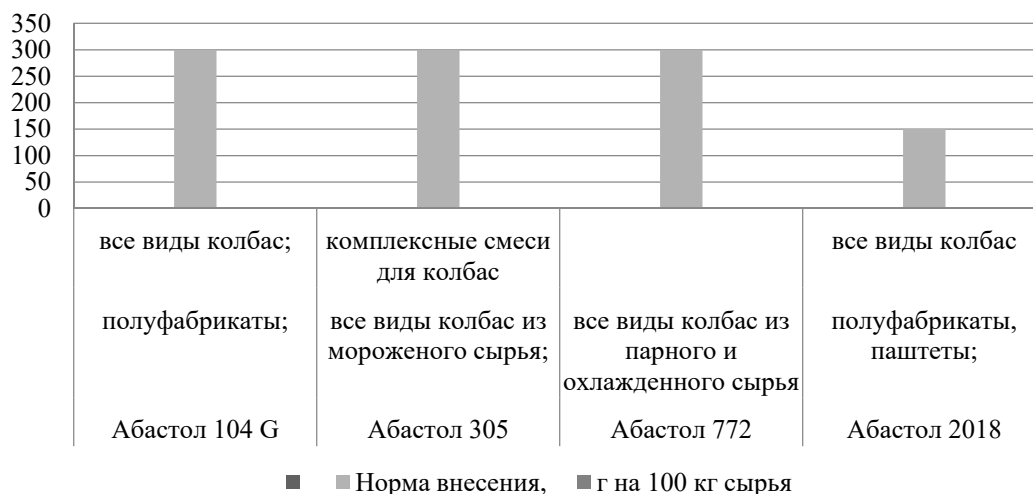 350
300
250
200
150
100
50
0
все виды колбас;
комплексные смеси
для колбас
все виды колбас
полуфабрикаты;
все виды колбас из
мороженого сырья;
все виды колбас из
парного и
охлажденного сырья
полуфабрикаты,
паштеты;
Абастол 104 G
Абастол 305
Абастол 772
Абастол 2018
Норма внесения, г на 100 кг сырья